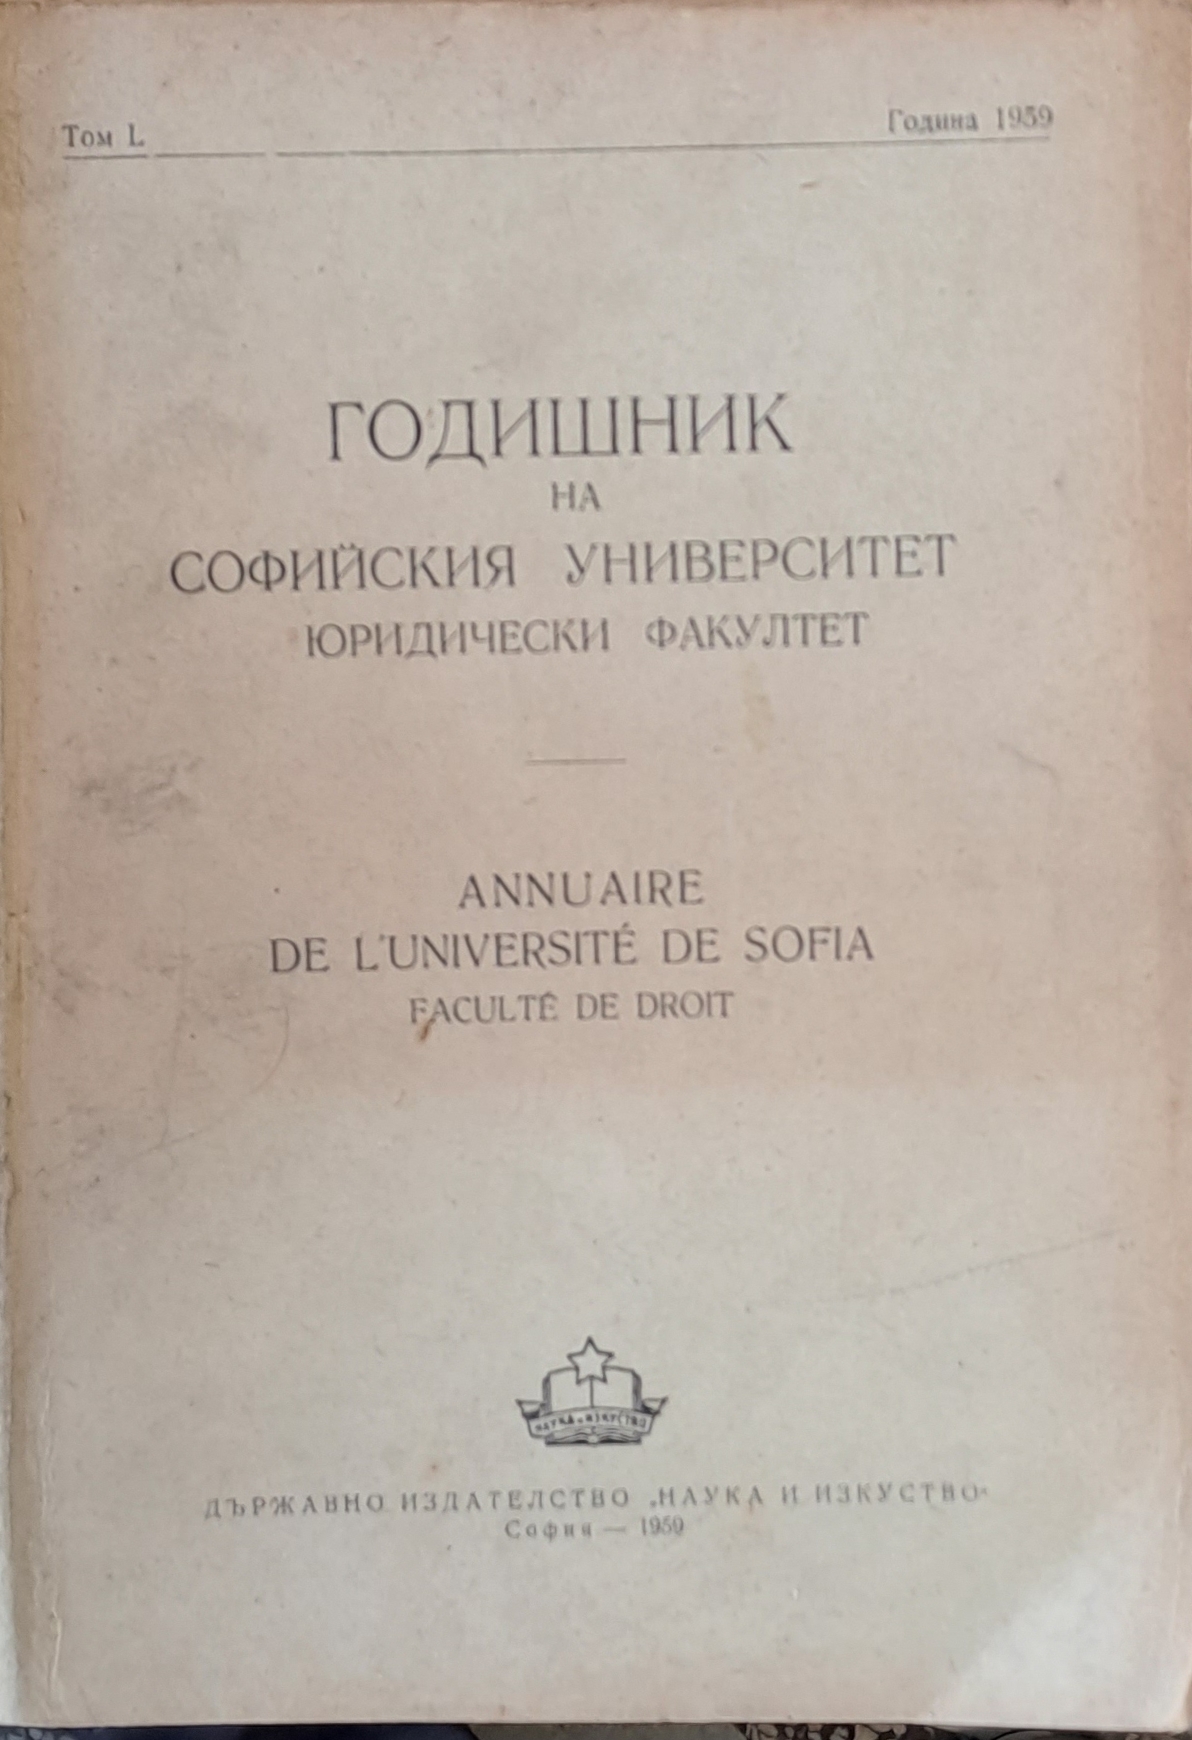 Том L
Година 1959
ГОДИШНИК
НА
СОФИЙСКИЯ УНИВЕРСИТЕТ
ЮРИДИЧЕСКИ ФАКУЛТЕТ
ANNUAIRE
DE L'UNIVERSITÉ DE SOFIA
FACULTÉ DE DROIT
НАУКА И ИЗКУСТВО
ДЪРЖАВНО ИЗДАТЕЛСТВО „НАУКА И ИЗКУСТВО“
София — 1959